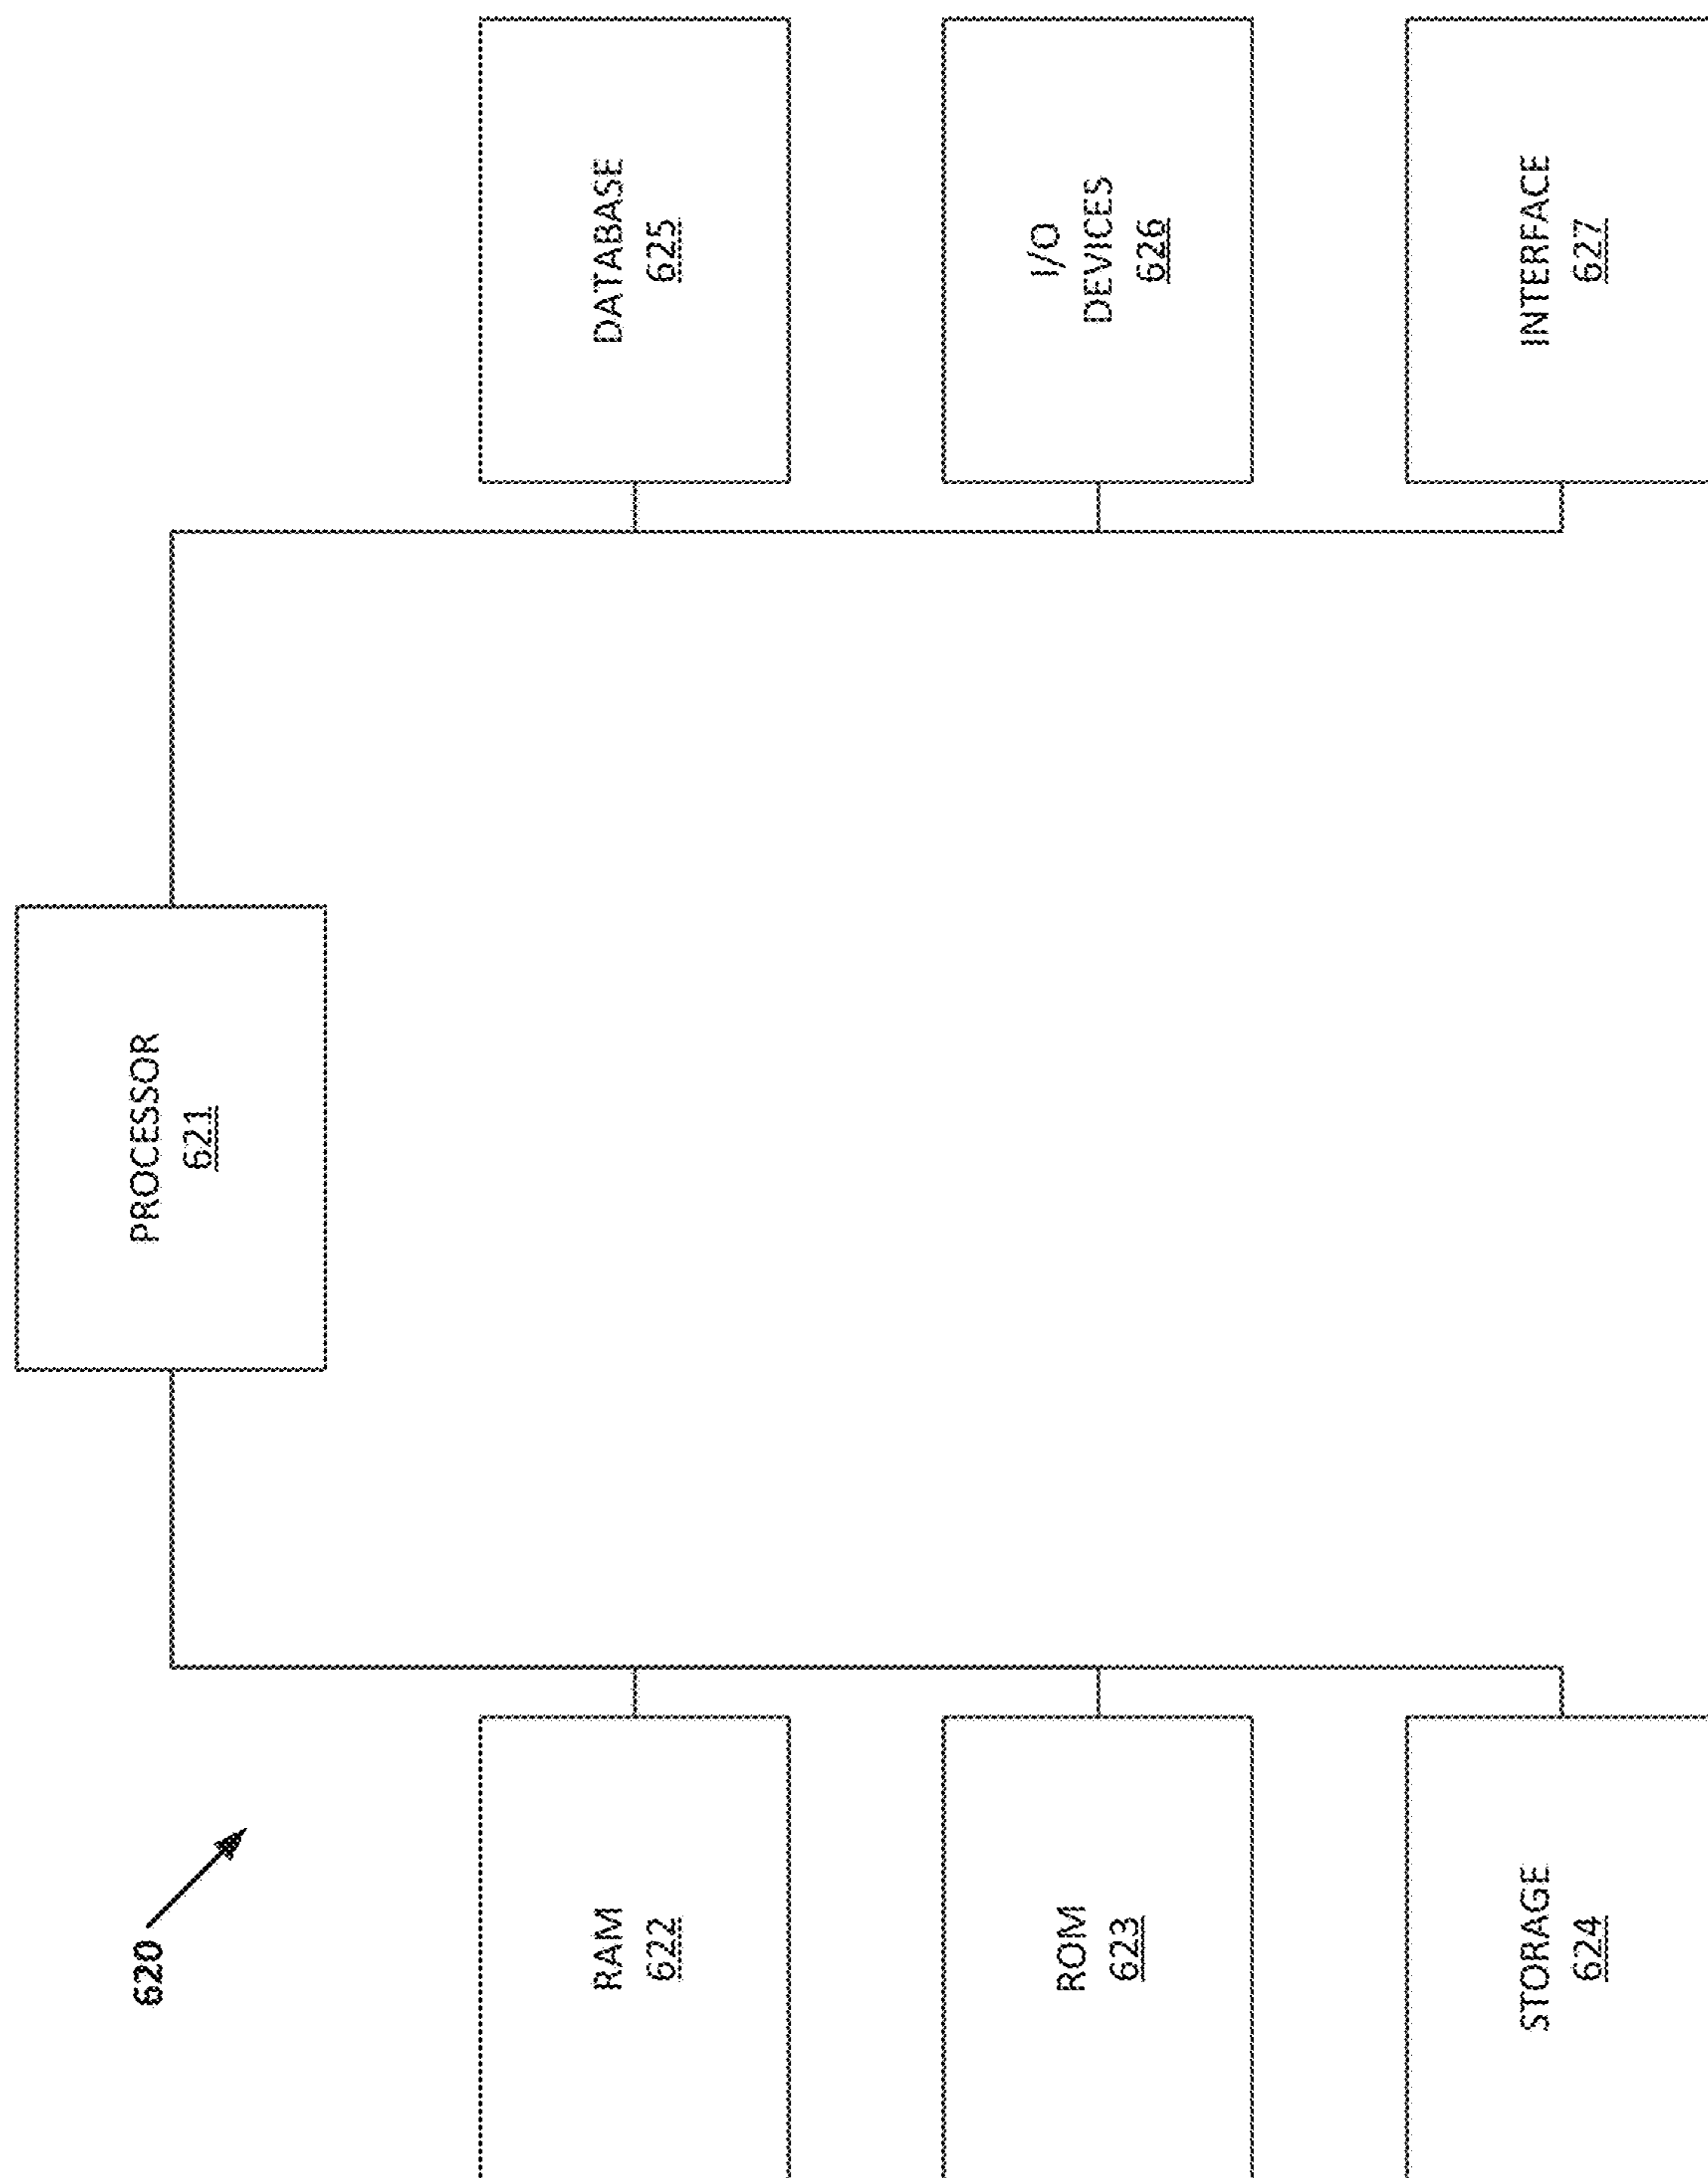 620
PROCESSOR
621
RAM
622
DATABASE
625
ROM
623
I/O
DEVICES
626
STORAGE
624
INTERFACE
627